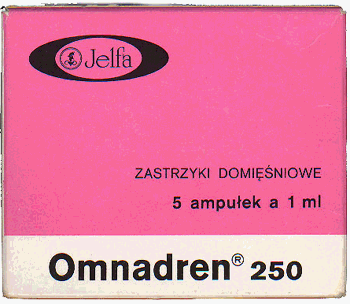 Jelfa
ZASTRZYKI DOMIĘŚNIOWE
5 ampułek a 1 ml
Omnadren® 250